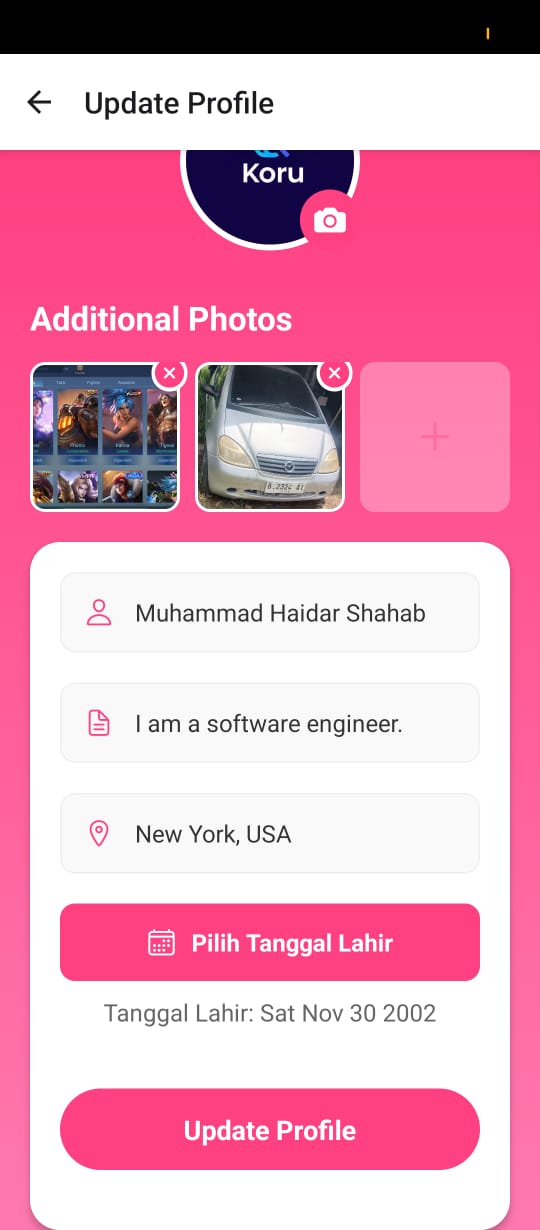 Update Profile
Koru
Additional Photos
Muhammad Haidar Shahab
I am a software engineer.
New York, USA
Pilih Tanggal Lahir
Tanggal Lahir: Sat Nov 30 2002
Update Profile